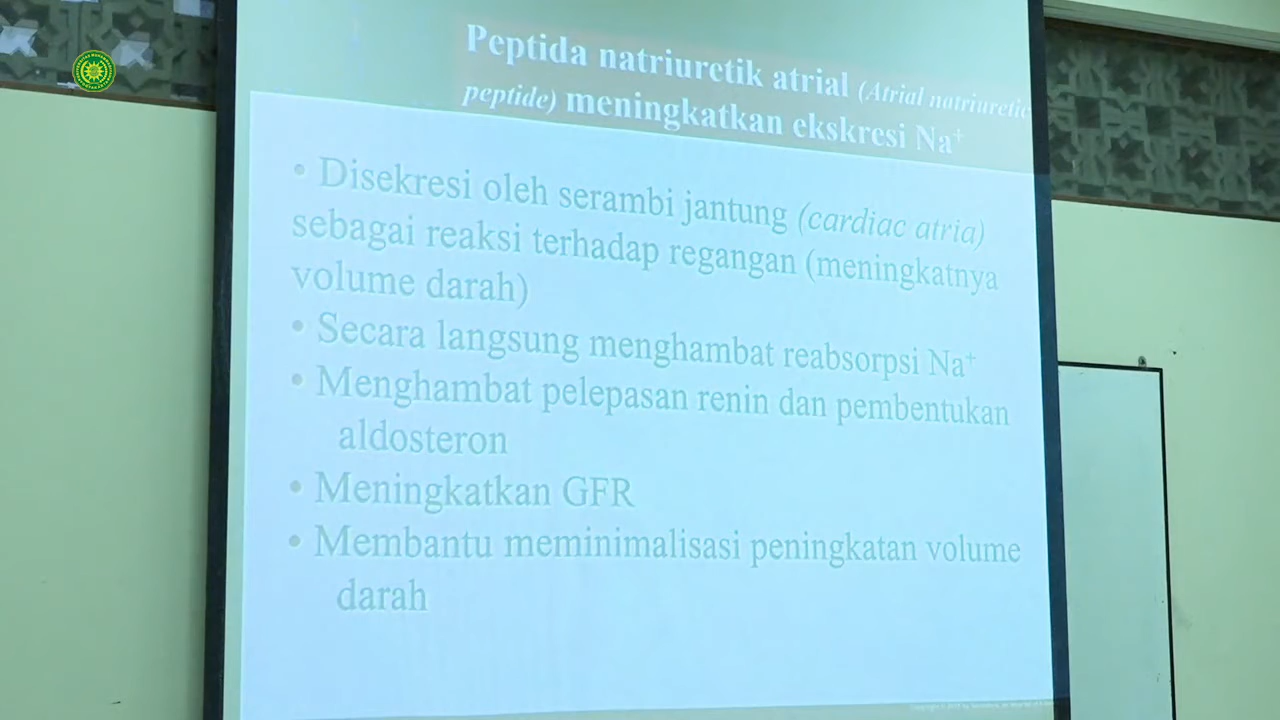 Peptida natriuretik atrial (Atrial natriuretic
peptide) meningkatkan ekskresi Na⁺
• Disekresi oleh serambi jantung (cardiac atria)
sebagai reaksi terhadap regangan (meningkatnya
volume darah)
• Secara langsung menghambat reabsorpsi Na⁺
• Menghambat pelepasan renin dan pembentukan
aldosteron
• Meningkatkan GFR
• Membantu meminimalisasi peningkatan volume
darah